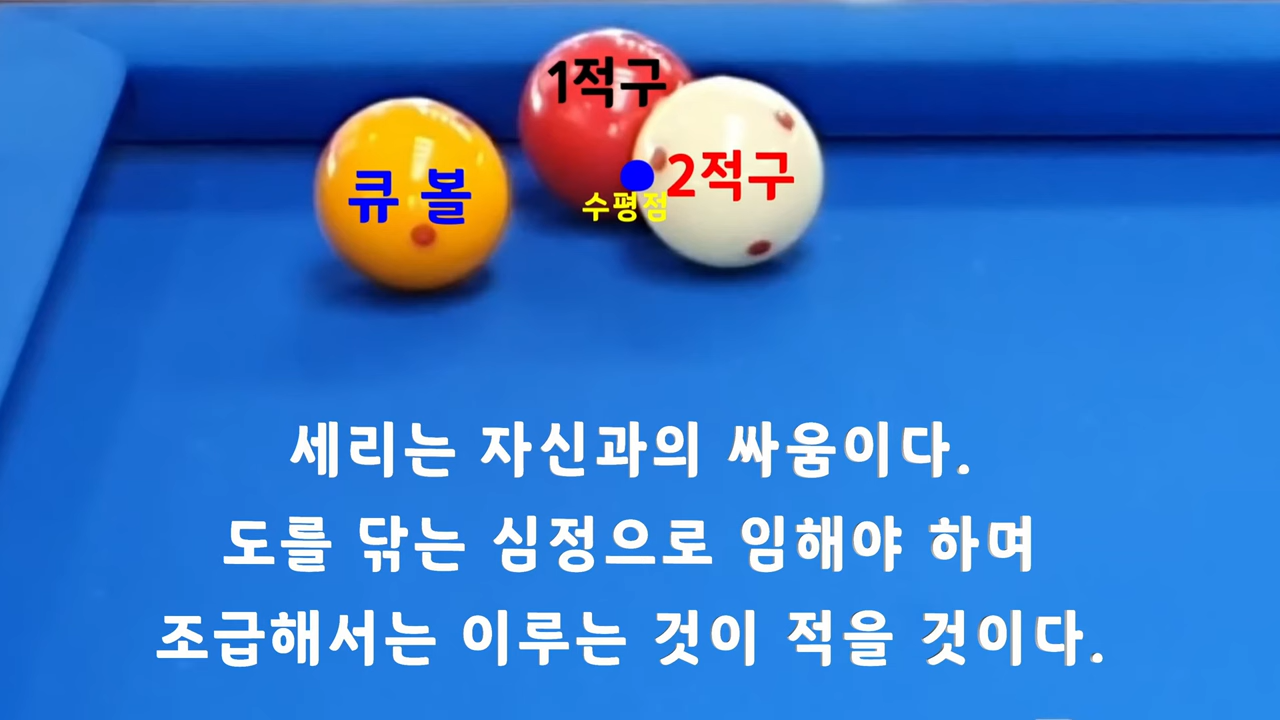 1적구
큐 볼
2적구
수평점
세리는 자신과의 싸움이다.
도를 닦는 심정으로 임해야 하며
조급해서는 이루는 것이 적을 것이다.